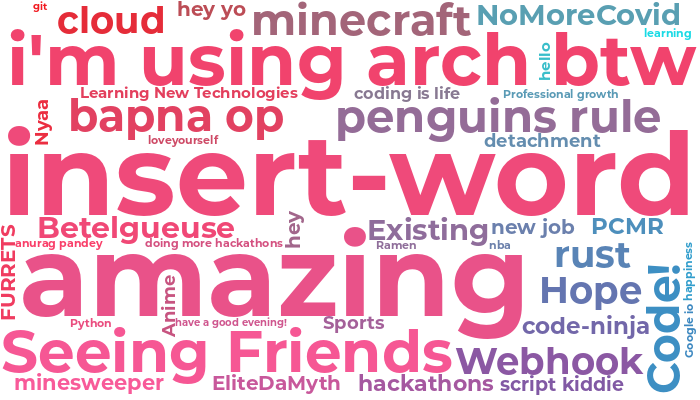 git
cloud
hey yo
minecraft
NoMoreCovid
learning
i'm using arch btw
hello
Learning New Technologies
coding is life
Professional growth
Nyaa
bapna op
penguins rule
loveyourself
detachment
insert-word
FURRETS
Betelgueuse
hey
Existing
new job
PCMR
anurag pandey
doing more hackathons
Ramen
nba
rust
Google io happiness
amazing
Anime
Hope
Code!
Python
have a good evening!
Sports
code-ninja
Seeing Friends
Webhook
minesweeper
EliteDaMyth
hackathons
script kiddie